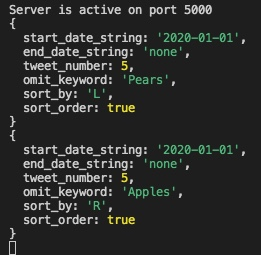 Server is active on port 5000
{
  start_date_string: '2020-01-01',
  end_date_string: 'none',
  tweet_number: 5,
  omit_keyword: 'Pears',
  sort_by: 'L',
  sort_order: true
}
{
  start_date_string: '2020-01-01',
  end_date_string: 'none',
  tweet_number: 5,
  omit_keyword: 'Apples',
  sort_by: 'R',
  sort_order: true
}